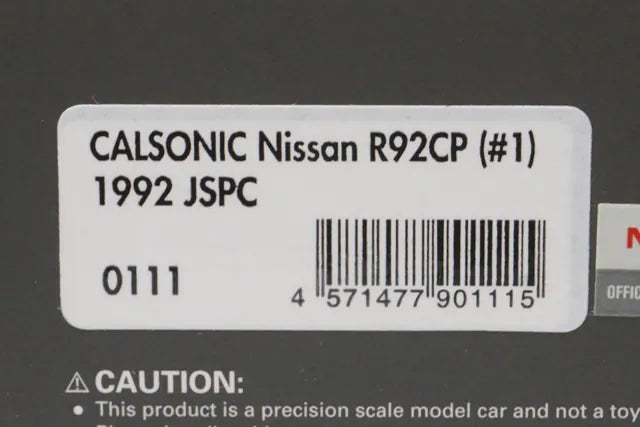 CALSONIC Nissan R92CP (#1)
1992 JSPC
0111
4 571477 901115
N
OFFIC
⚠ CAUTION:
• This product is a precision scale model car and not a toy